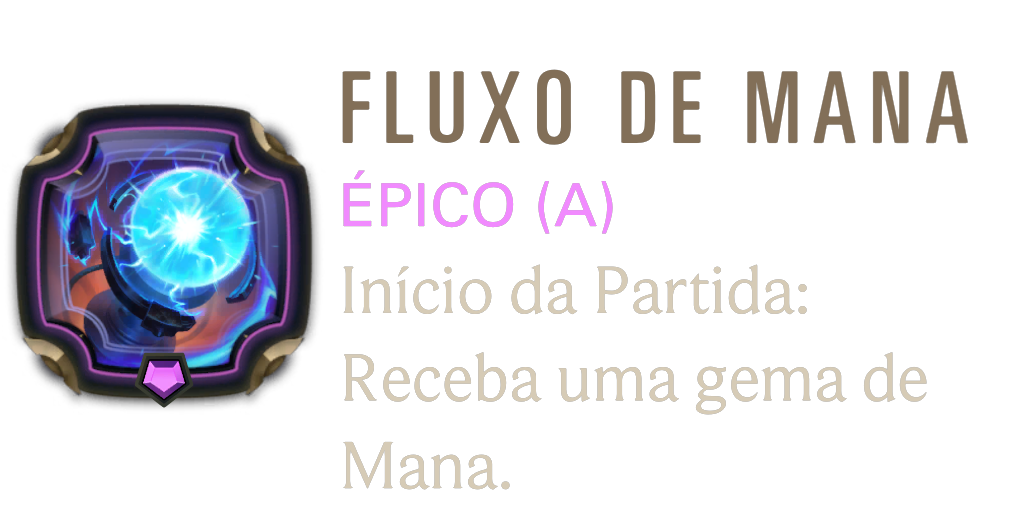 FLUXO DE MANA
ÉPICO (A)
Início da Partida:
Receba uma gema de
Mana.